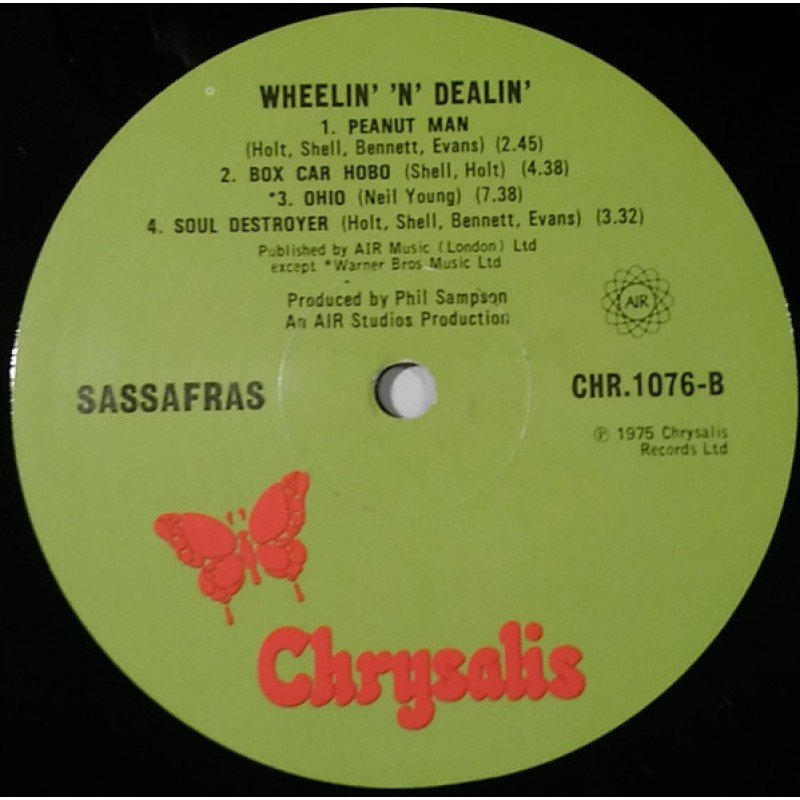 WHEELIN' 'N' DEALIN'
1. PEANUT MAN
(Holt, Shell, Bennett, Evans) (2.45)
2. BOX CAR HOBO (Shell, Holt) (4.38)
*3. OHIO (Neil Young) (7.38)
4. SOUL DESTROYER (Holt, Shell, Bennett, Evans) (3.32)
Published by AIR Music (London) Ltd
except *Warner Bros Music Ltd
Produced by Phil Sampson
An AIR Studios Production
AIR
SASSAFRAS
CHR.1076-B
℗ 1975 Chrysalis
Records Ltd
Chrysalis